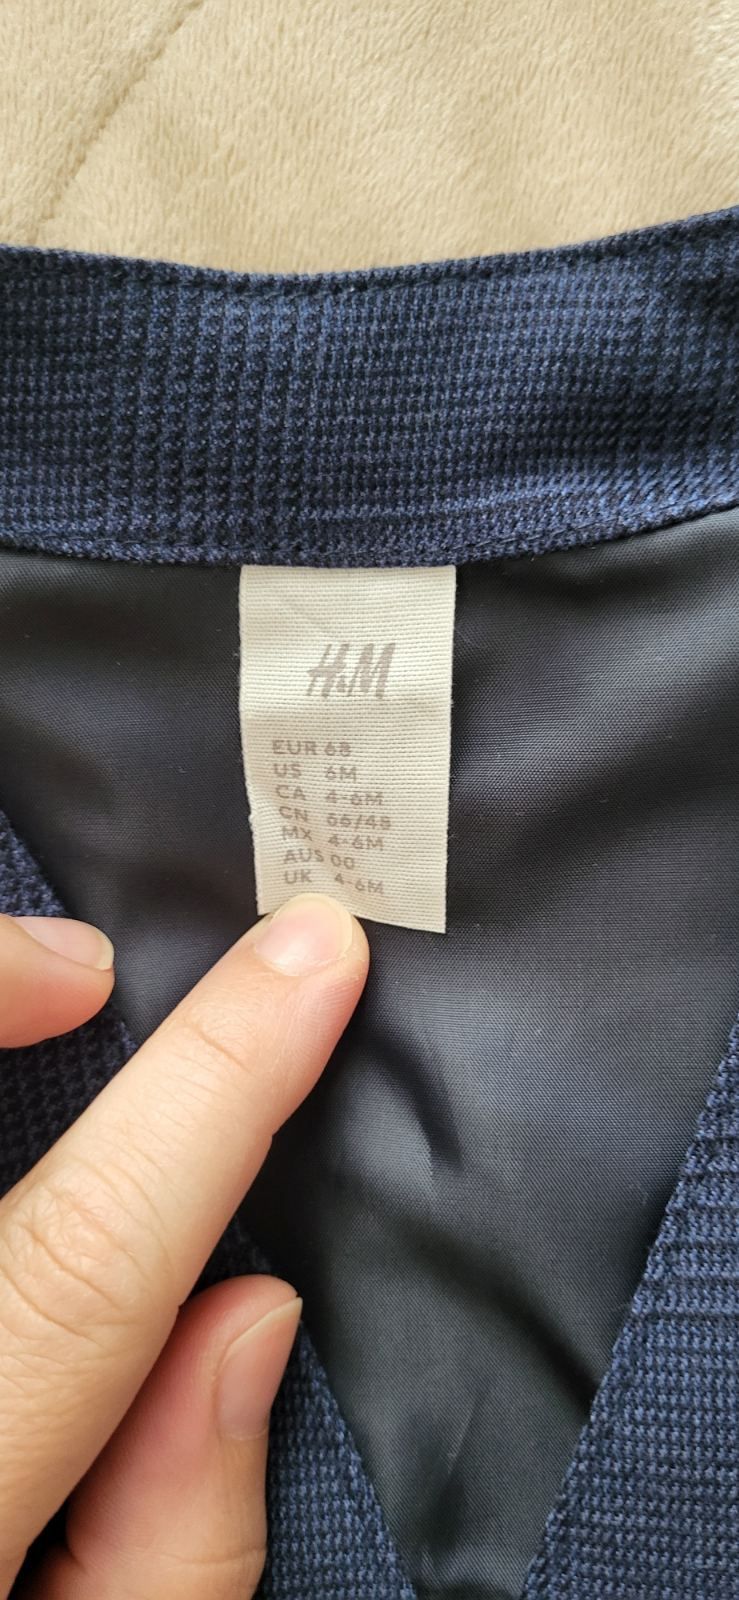 H&M
EUR 68
US 6M
CA 4-6M
CN 66/48
MX 4-6M
AUS 00
UK 4-6M